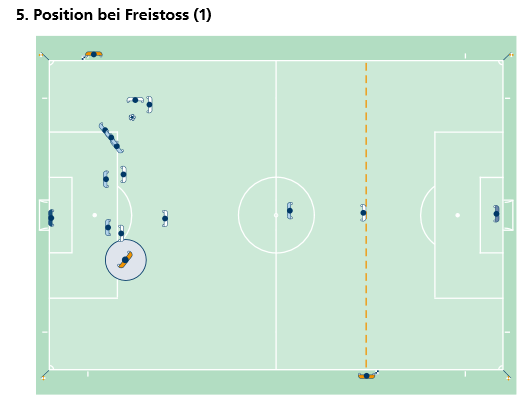 5. Position bei Freistoss (1)